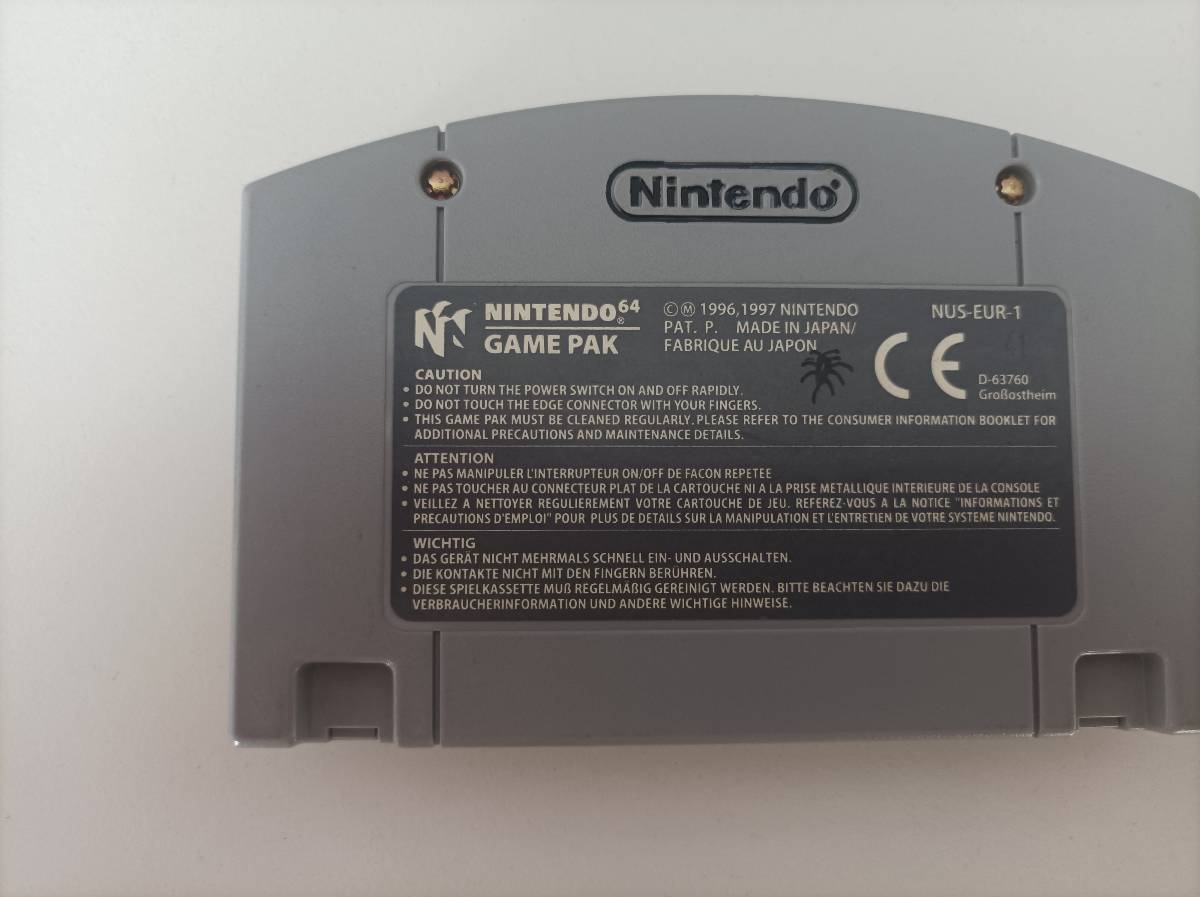 Nintendo
NINTENDO64®
GAME PAK
©Ⓜ 1996,1997 NINTENDO
PAT. P. MADE IN JAPAN/
FABRIQUE AU JAPON
NUS-EUR-1
CE
D-63760
Großostheim
CAUTION
• DO NOT TURN THE POWER SWITCH ON AND OFF RAPIDLY.
• DO NOT TOUCH THE EDGE CONNECTOR WITH YOUR FINGERS.
• THIS GAME PAK MUST BE CLEANED REGULARLY. PLEASE REFER TO THE CONSUMER INFORMATION BOOKLET FOR
ADDITIONAL PRECAUTIONS AND MAINTENANCE DETAILS.
ATTENTION
• NE PAS MANIPULER L'INTERRUPTEUR ON/OFF DE FACON REPETEE
• NE PAS TOUCHER AU CONNECTEUR PLAT DE LA CARTOUCHE NI A LA PRISE METALLIQUE INTERIEURE DE LA CONSOLE
• VEILLEZ A NETTOYER REGULIEREMENT VOTRE CARTOUCHE DE JEU. REFEREZ-VOUS A LA NOTICE "INFORMATIONS ET
PRECAUTIONS D'EMPLOI" POUR PLUS DE DETAILS SUR LA MANIPULATION ET L'ENTRETIEN DE VOTRE SYSTEME NINTENDO.
WICHTIG
• DAS GERÄT NICHT MEHRMALS SCHNELL EIN- UND AUSSCHALTEN.
• DIE KONTAKTE NICHT MIT DEN FINGERN BERÜHREN.
• DIESE SPIELKASSETTE MUß REGELMÄßIG GEREINIGT WERDEN. BITTE BEACHTEN SIE DAZU DIE
VERBRAUCHERINFORMATION UND ANDERE WICHTIGE HINWEISE.